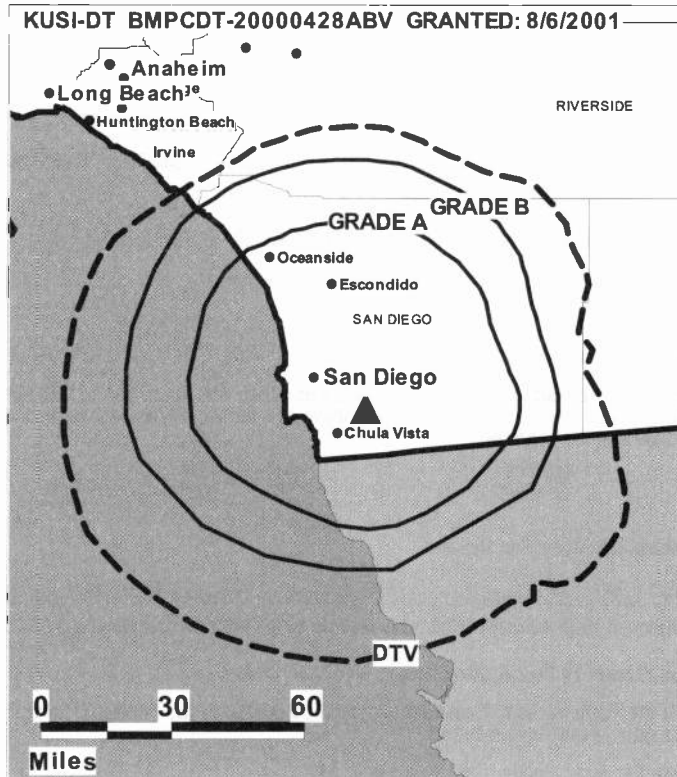 KUSI-DT BMPCDT-20000428ABV GRANTED: 8/6/2001
Anaheim
Long Beach
Huntington Beach
RIVERSIDE
Irvine
GRADE B
GRADE A
Oceanside
Escondido
SAN DIEGO
San Diego
Chula Vista
DTV
0 30 60
Miles